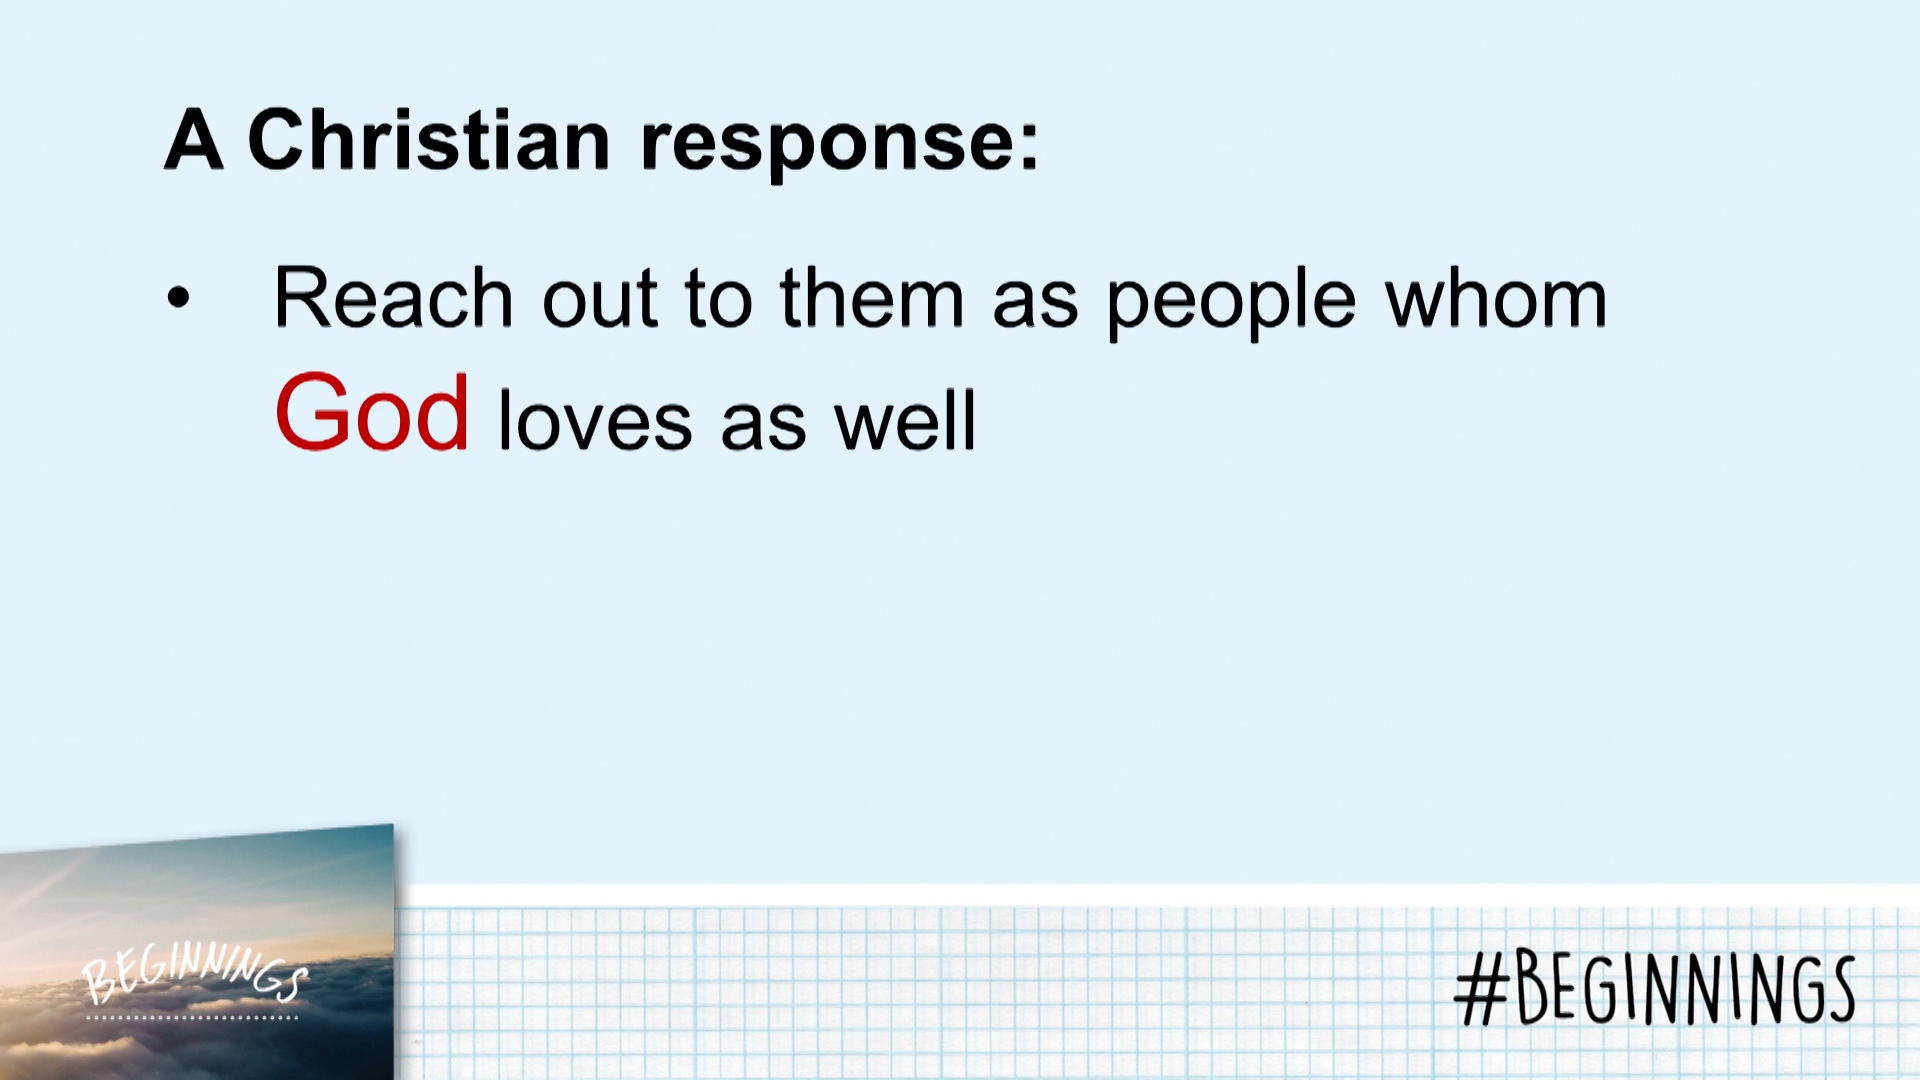 A Christian response:
• Reach out to them as people whom
God loves as well
BEGINNINGS
#BEGINNINGS